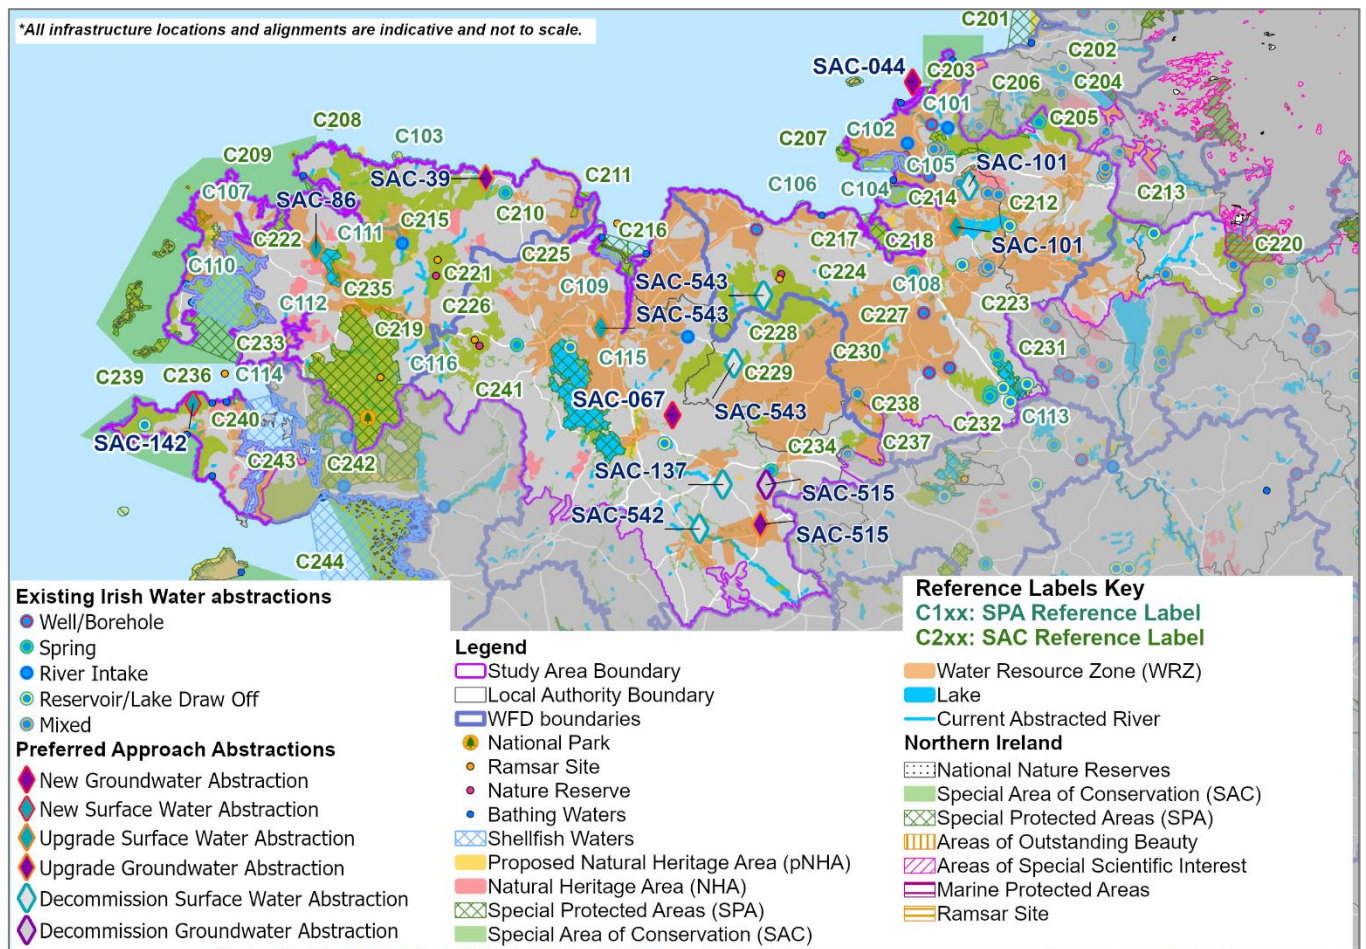 *All infrastructure locations and alignments are indicative and not to scale.
C201
C202
SAC-044
C203
C206
C204
C101
C205
C208
C103
C207
C102
C209
C105
SAC-101
SAC-39
C211
C107
C106
C104
C213
SAC-86
C210
C214
C212
C215
C216
C111
C222
C217
C218
SAC-101
C220
C225
C110
C221
C224
SAC-543
C235
C108
C109
C112
C226
SAC-543
C223
C227
C219
C228
C233
C115
C230
C231
C116
C114
C229
C239
C236
C241
SAC-067
SAC-543
C238
C232
C113
C240
SAC-142
C234
C237
C243
C242
SAC-137
SAC-515
SAC-542
SAC-515
C244
Existing Irish Water abstractions
Well/Borehole
Spring
River Intake
Reservoir/Lake Draw Off
Mixed
Preferred Approach Abstractions
New Groundwater Abstraction
New Surface Water Abstraction
Upgrade Surface Water Abstraction
Upgrade Groundwater Abstraction
Decommission Surface Water Abstraction
Decommission Groundwater Abstraction
Legend
Study Area Boundary
Local Authority Boundary
WFD boundaries
National Park
Ramsar Site
Nature Reserve
Bathing Waters
Shellfish Waters
Proposed Natural Heritage Area (pNHA)
Natural Heritage Area (NHA)
Special Protected Areas (SPA)
Special Area of Conservation (SAC)
Reference Labels Key
C1xx: SPA Reference Label
C2xx: SAC Reference Label
Water Resource Zone (WRZ)
Lake
Current Abstracted River
Northern Ireland
National Nature Reserves
Special Area of Conservation (SAC)
Special Protected Areas (SPA)
Areas of Outstanding Beauty
Areas of Special Scientific Interest
Marine Protected Areas
Ramsar Site